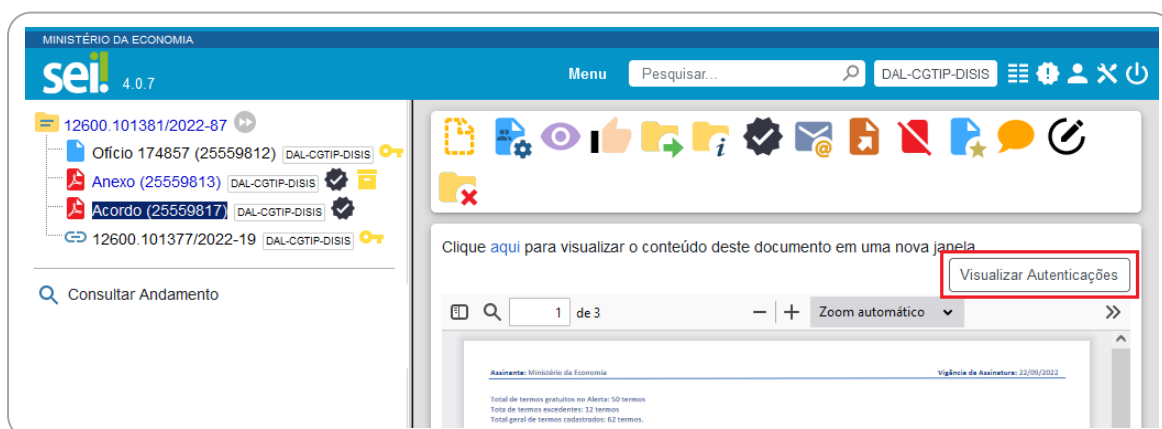 MINISTÉRIO DA ECONOMIA
sei! 4.0.7
Menu Pesquisar... DAL-CGTIP-DISIS
12600.101381/2022-87
Ofício 174857 (25559812) DAL-CGTIP-DISIS
Anexo (25559813) DAL-CGTIP-DISIS
Acordo (25559817) DAL-CGTIP-DISIS
12600.101377/2022-19 DAL-CGTIP-DISIS
Consultar Andamento
Clique aqui para visualizar o conteúdo deste documento em uma nova janela
Visualizar Autenticações
1 de 3 Zoom automático
Assinante: Ministério da Economia Vigência de Assinatura: 22/09/2022
Total de termos gratuitos no Alerta: 50 termos
Tota de termos excedentes: 12 termos
Total geral de termos cadastrados: 62 termos.